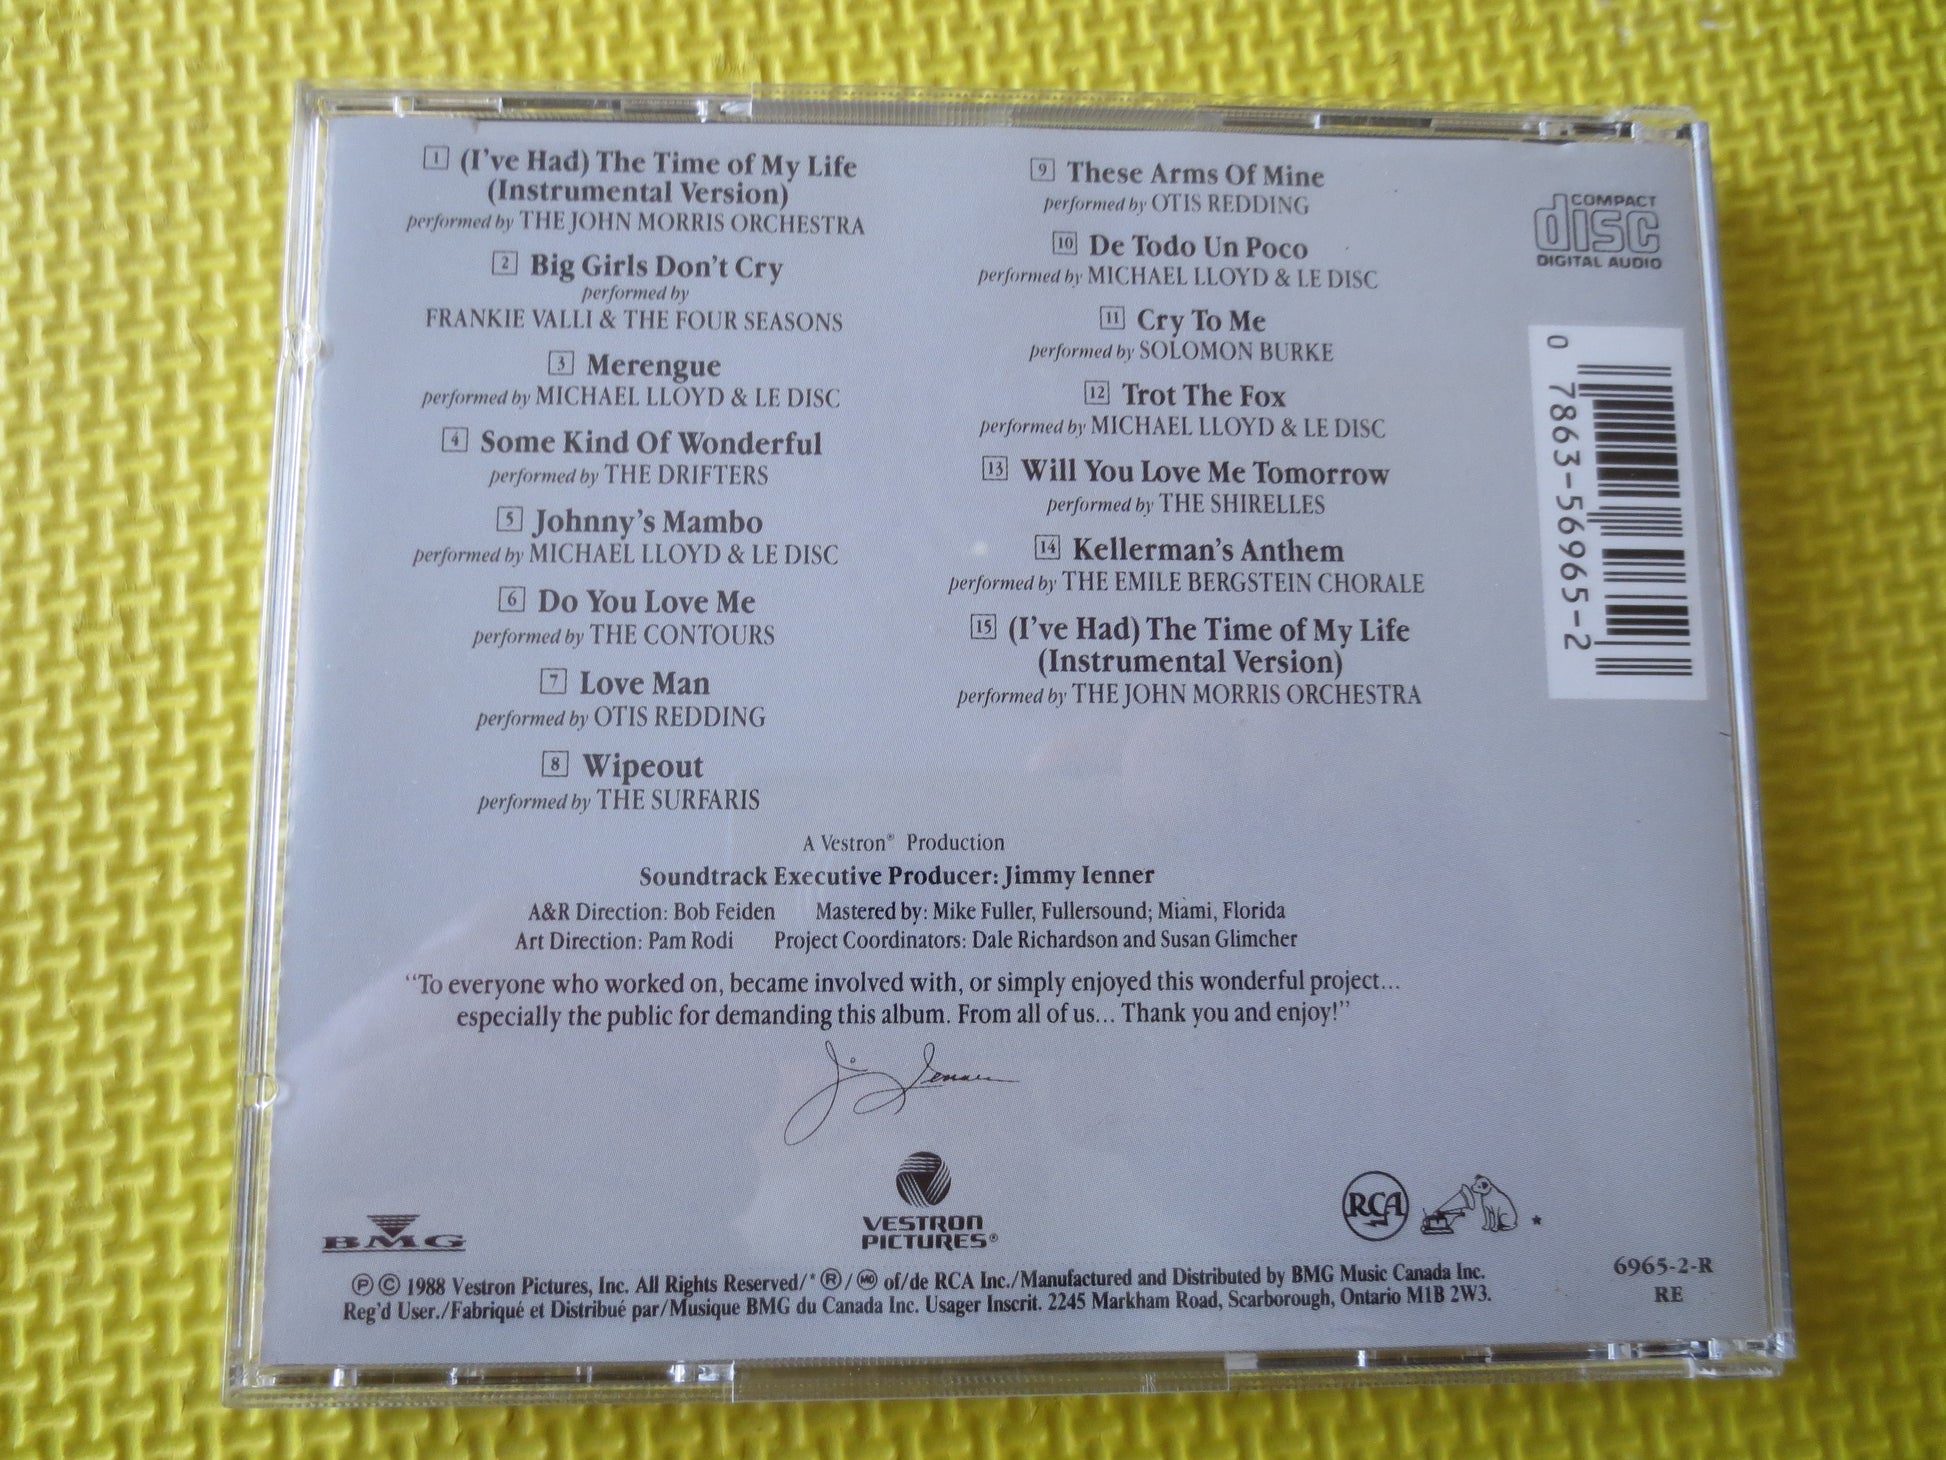 1 (I've Had) The Time of My Life
(Instrumental Version)
performed by THE JOHN MORRIS ORCHESTRA
2 Big Girls Don't Cry
performed by
FRANKIE VALLI & THE FOUR SEASONS
3 Merengue
performed by MICHAEL LLOYD & LE DISC
4 Some Kind Of Wonderful
performed by THE DRIFTERS
5 Johnny's Mambo
performed by MICHAEL LLOYD & LE DISC
6 Do You Love Me
performed by THE CONTOURS
7 Love Man
performed by OTIS REDDING
8 Wipeout
performed by THE SURFARIS
9 These Arms Of Mine
performed by OTIS REDDING
10 De Todo Un Poco
performed by MICHAEL LLOYD & LE DISC
11 Cry To Me
performed by SOLOMON BURKE
12 Trot The Fox
performed by MICHAEL LLOYD & LE DISC
13 Will You Love Me Tomorrow
performed by THE SHIRELLES
14 Kellerman's Anthem
performed by THE EMILE BERGSTEIN CHORALE
15 (I've Had) The Time of My Life
(Instrumental Version)
performed by THE JOHN MORRIS ORCHESTRA
COMPACT
disc
DIGITAL AUDIO
0 7863-56965-2
A Vestron® Production
Soundtrack Executive Producer: Jimmy Ienner
A&R Direction: Bob Feiden Mastered by: Mike Fuller, Fullersound; Miami, Florida
Art Direction: Pam Rodi Project Coordinators: Dale Richardson and Susan Glimcher
"To everyone who worked on, became involved with, or simply enjoyed this wonderful project...
especially the public for demanding this album. From all of us... Thank you and enjoy!"
Jimmy Ienner
BMG
VESTRON
PICTURES®
RCA *
Ⓟ © 1988 Vestron Pictures, Inc. All Rights Reserved/*®/MD of/de RCA Inc./Manufactured and Distributed by BMG Music Canada Inc.
Reg'd User./Fabriqué et Distribué par/Musique BMG du Canada Inc. Usager Inscrit. 2245 Markham Road, Scarborough, Ontario M1B 2W3.
6965-2-R
RE